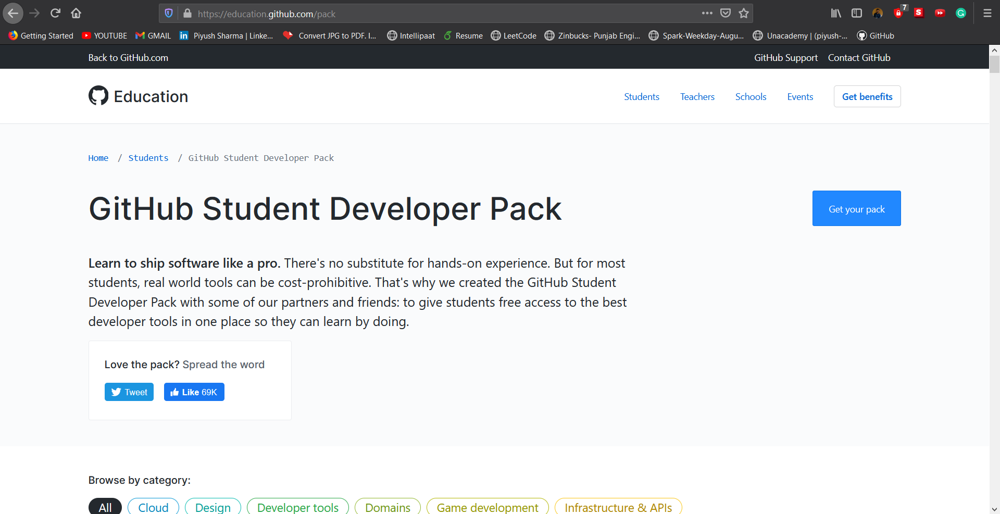 https://education.github.com/pack
7
S
Getting Started
YOUTUBE
GMAIL
in
Piyush Sharma | Linke...
Convert JPG to PDF. I...
Intellipaat
Resume
LeetCode
Zinbucks- Punjab Engi...
Spark-Weekday-Augu...
Unacademy | (piyush-...
GitHub
Back to GitHub.com
GitHub Support
Contact GitHub
Education
Students
Teachers
Schools
Events
Get benefits
Home / Students / GitHub Student Developer Pack
GitHub Student Developer Pack
Get your pack
Learn to ship software like a pro. There's no substitute for hands-on experience. But for most
students, real world tools can be cost-prohibitive. That's why we created the GitHub Student
Developer Pack with some of our partners and friends: to give students free access to the best
developer tools in one place so they can learn by doing.
Love the pack? Spread the word
Tweet
Like 69K
Browse by category:
All
Cloud
Design
Developer tools
Domains
Game development
Infrastructure & APIs